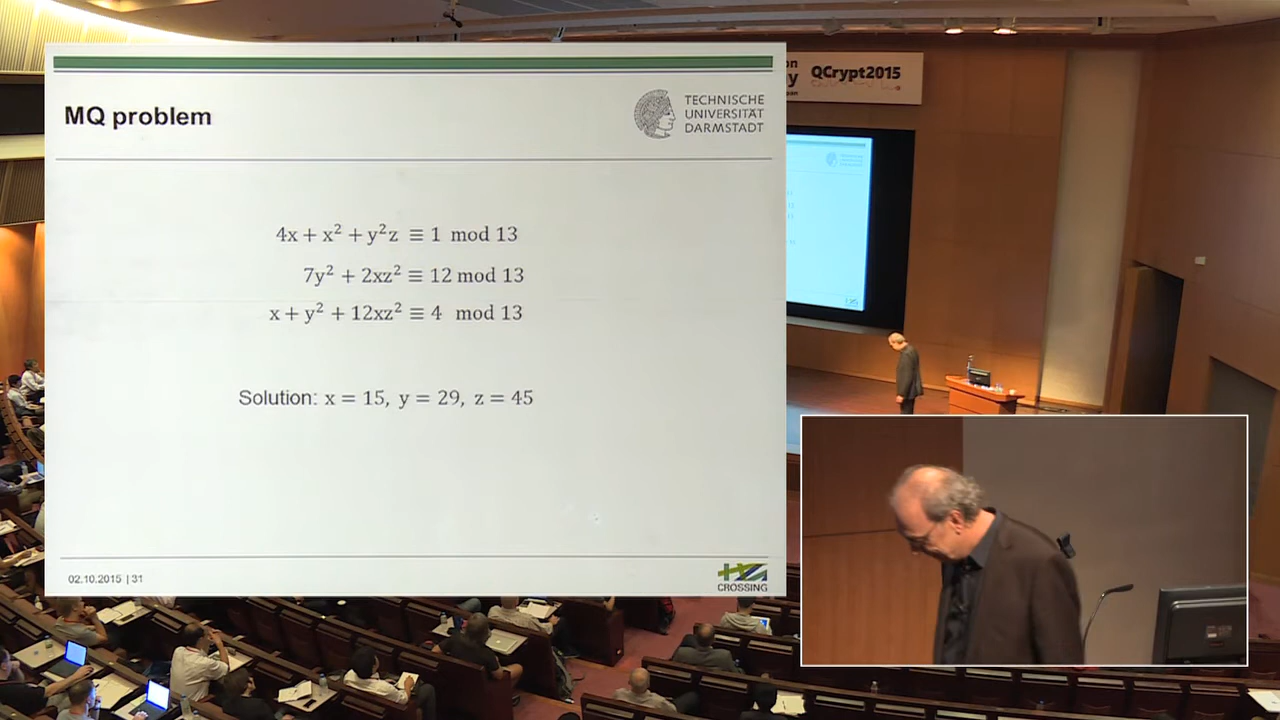 MQ problem
TECHNISCHE
UNIVERSITÄT
DARMSTADT
4x + x² + y²z ≡ 1 mod 13
7y² + 2xz² ≡ 12 mod 13
x + y² + 12xz² ≡ 4 mod 13
Solution: x = 15, y = 29, z = 45
02.10.2015 | 31
CROSSING
QCrypt2015